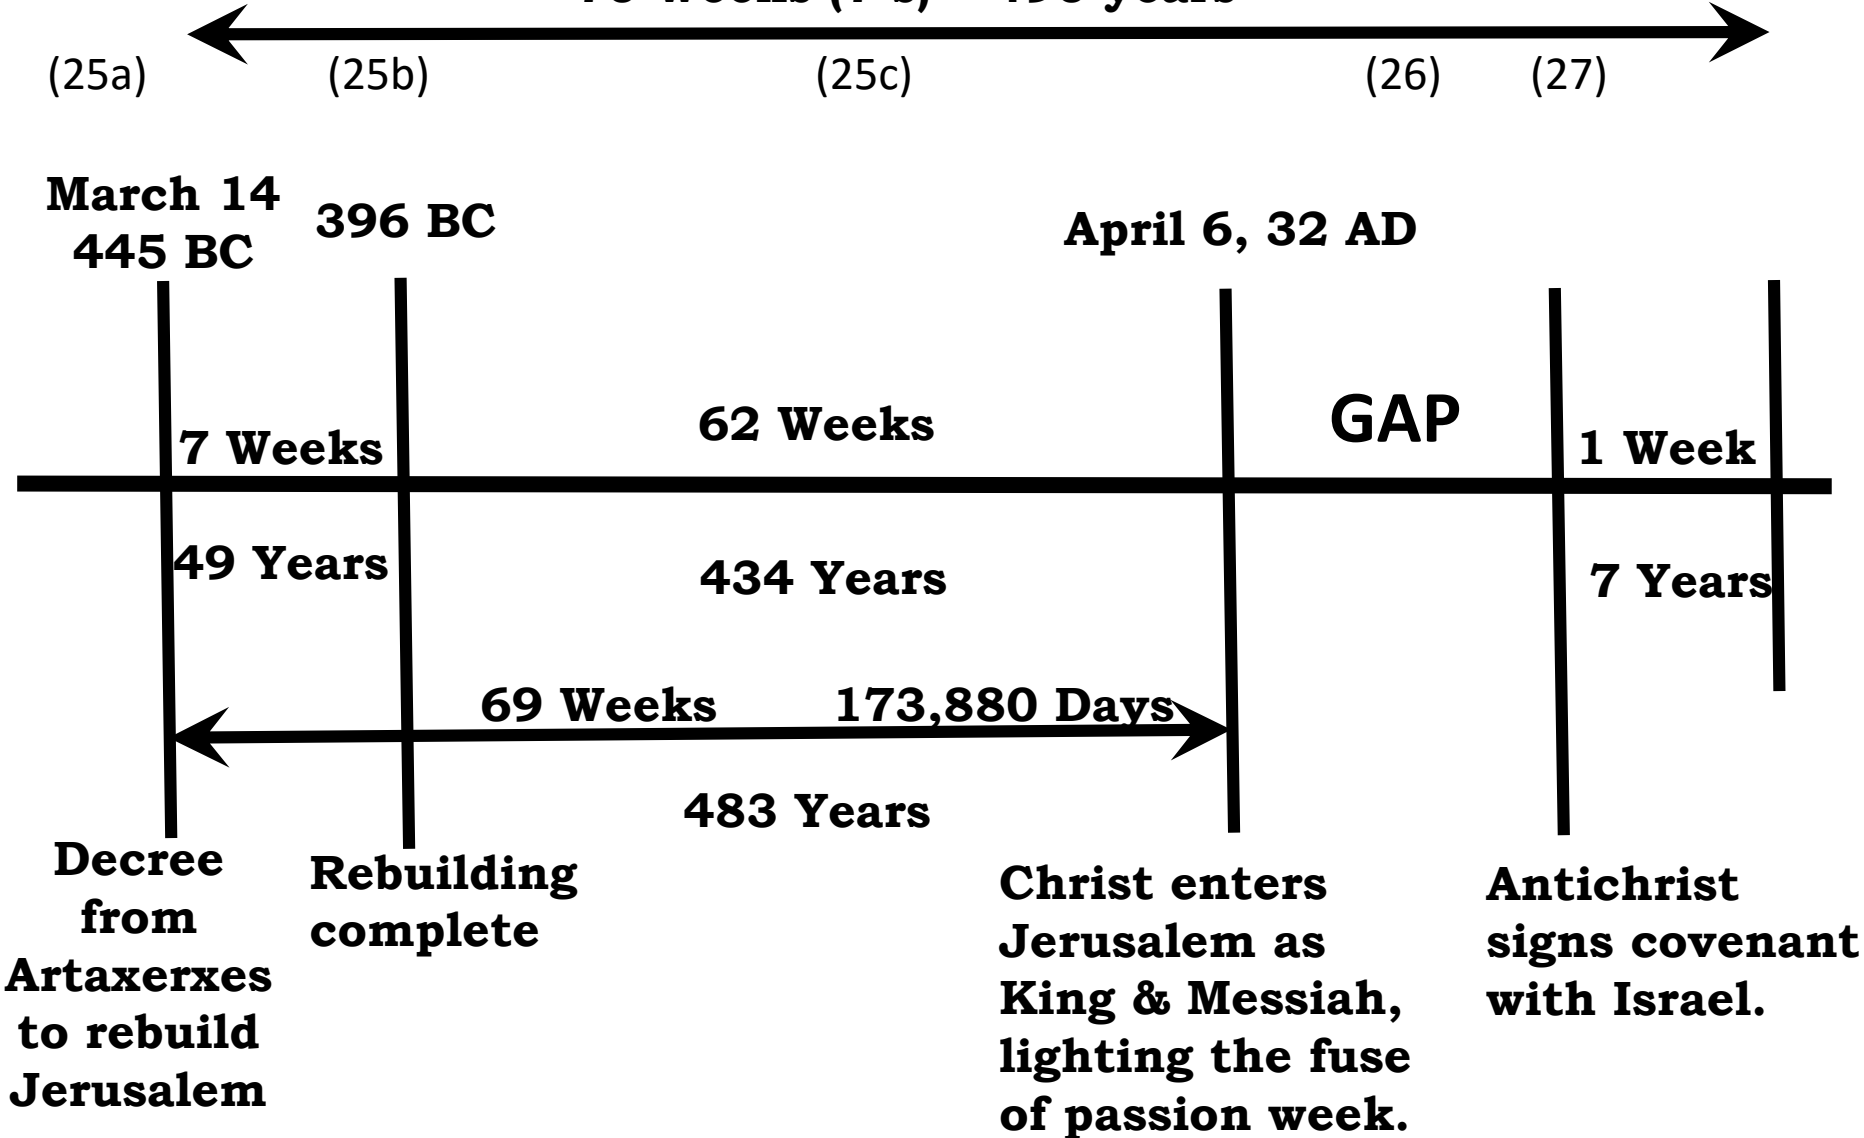 (25a) (25b) (25c) (26) (27)
March 14
445 BC
396 BC
April 6, 32 AD
7 Weeks
62 Weeks
GAP
1 Week
49 Years
434 Years
7 Years
69 Weeks 173,880 Days
483 Years
Decree
from
Artaxerxes
to rebuild
Jerusalem
Rebuilding
complete
Christ enters
Jerusalem as
King & Messiah,
lighting the fuse
of passion week.
Antichrist
signs covenant
with Israel.